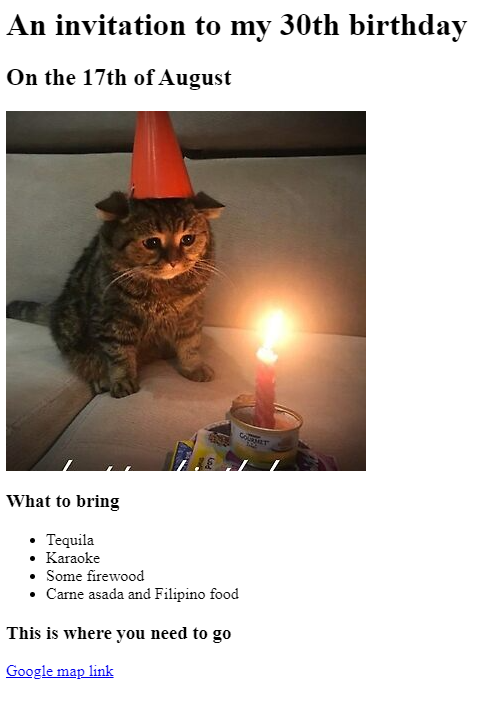 An invitation to my 30th birthday
On the 17th of August
GOURMET
What to bring
Tequila
Karaoke
Some firewood
Carne asada and Filipino food
This is where you need to go
Google map link